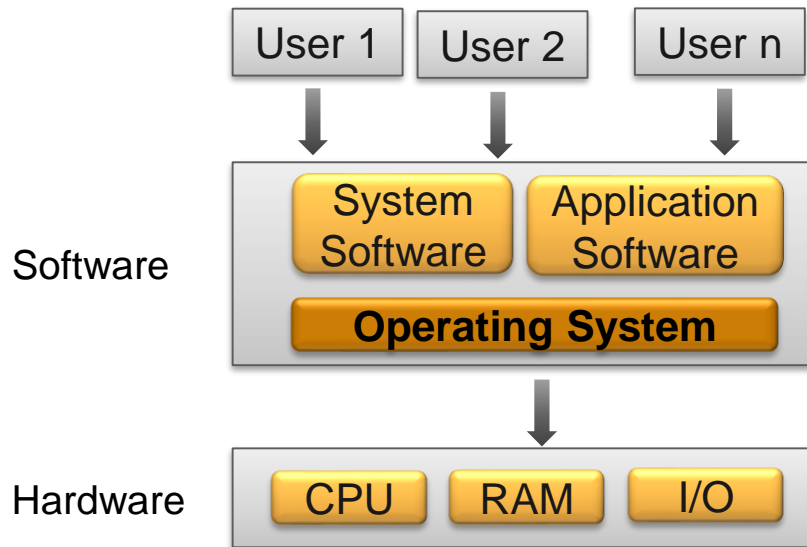 User 1
User 2
User n
System
Software
Application
Software
Software
Operating System
Hardware
CPU
RAM
I/O